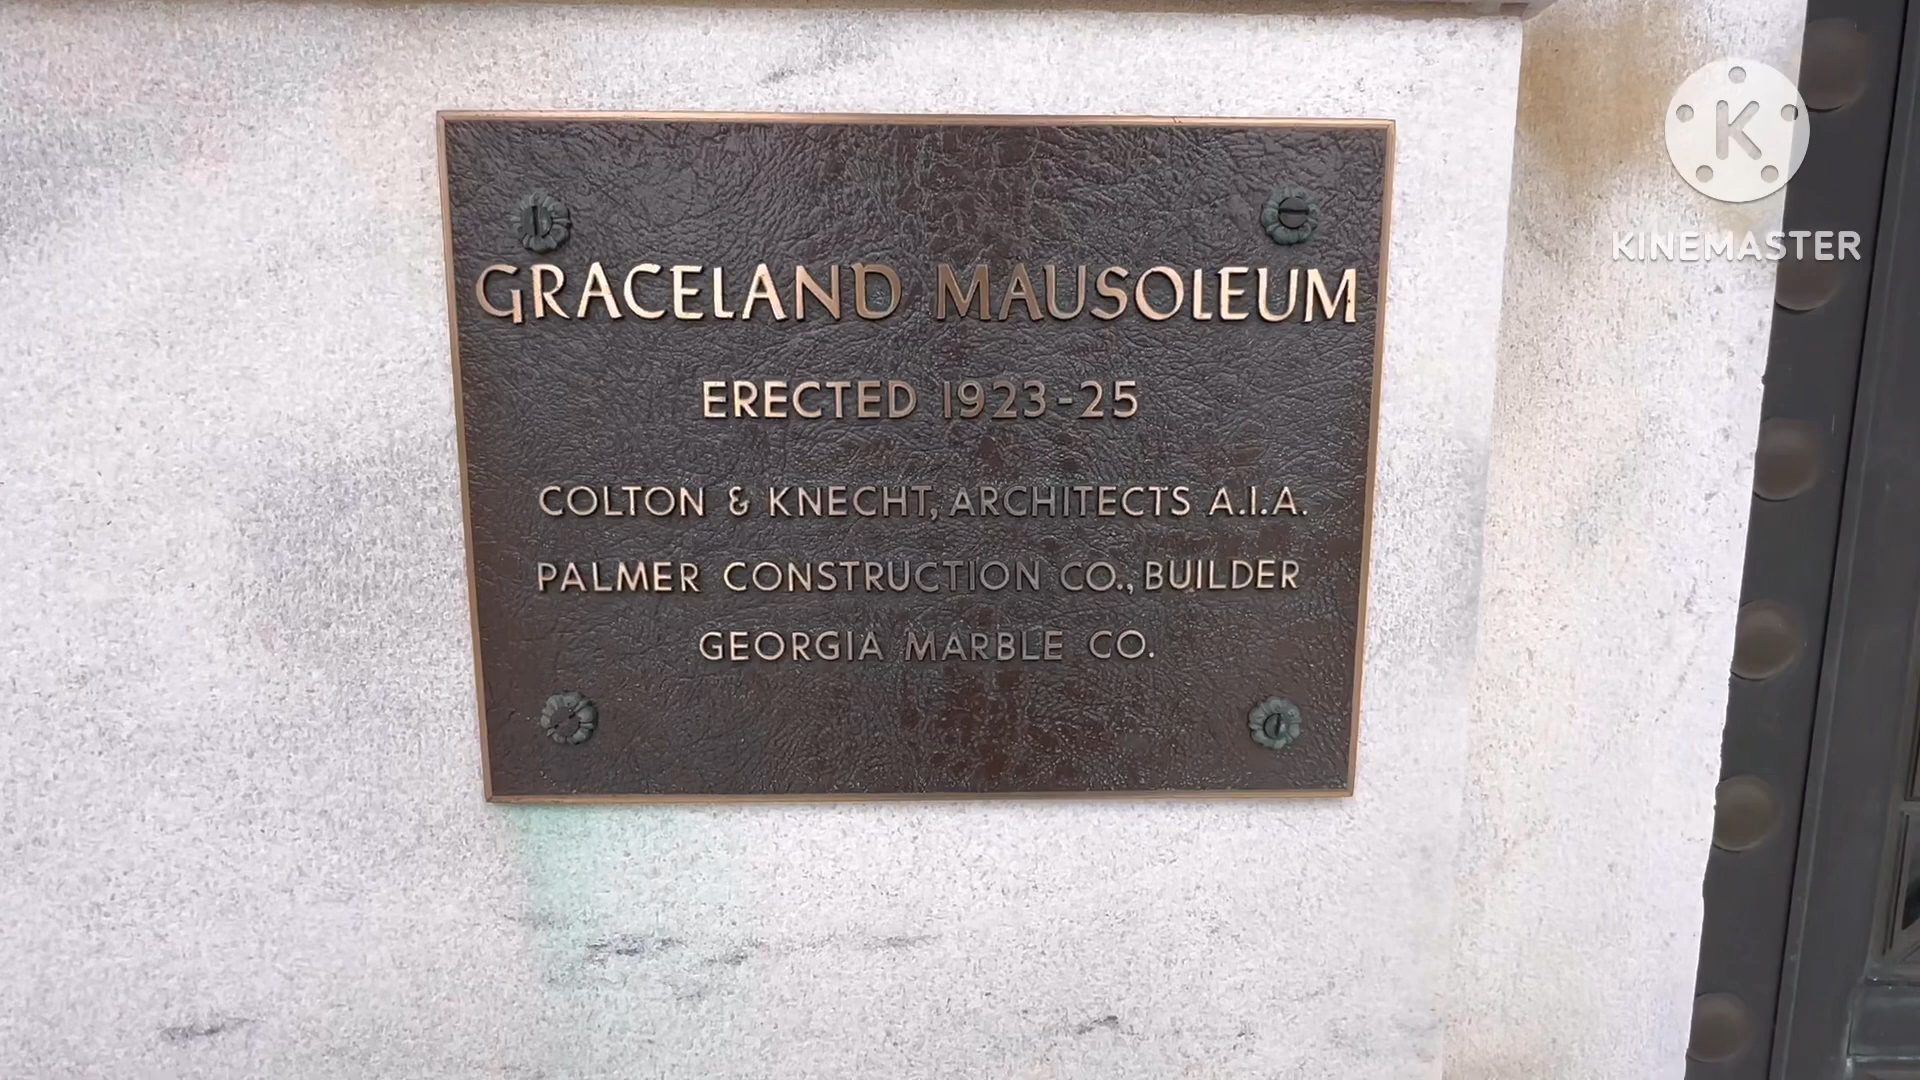 GRACELAND MAUSOLEUM
ERECTED 1923-25
COLTON & KNECHT, ARCHITECTS A.I.A.
PALMER CONSTRUCTION CO., BUILDER
GEORGIA MARBLE CO.
K
KINEMASTER